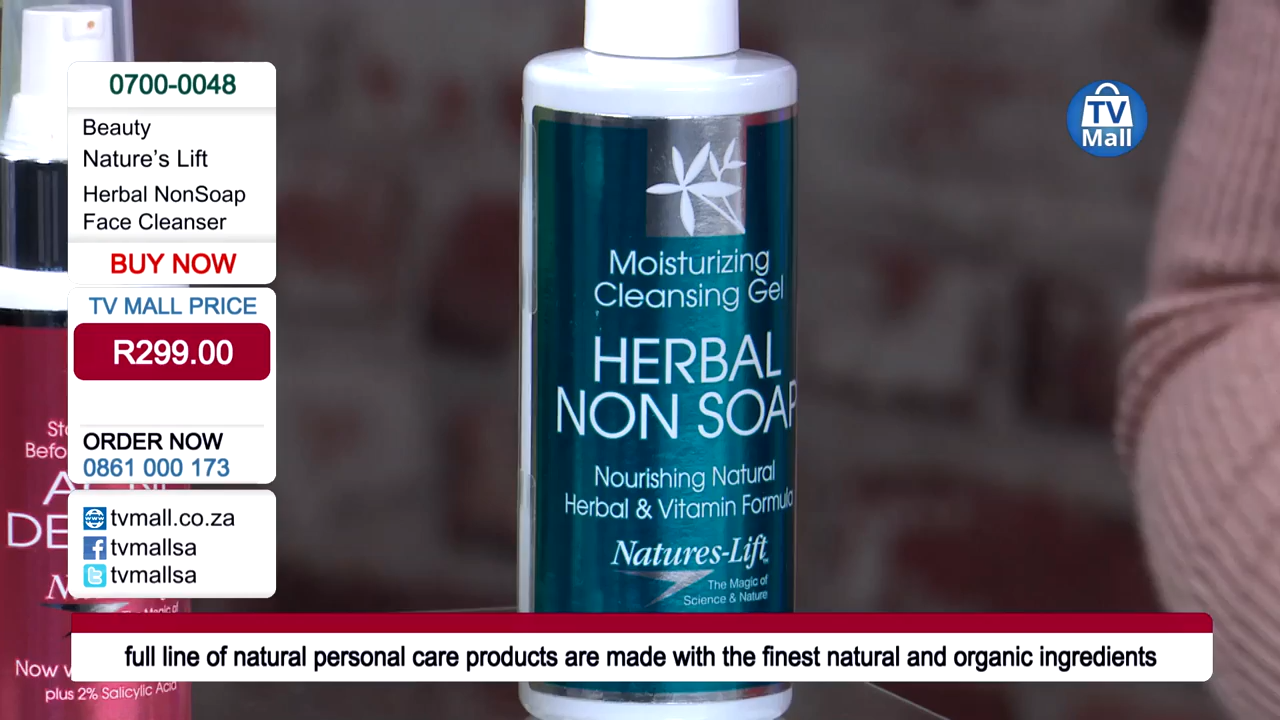 0700-0048
Beauty
Nature's Lift
Herbal NonSoap
Face Cleanser
BUY NOW
TV MALL PRICE
R299.00
ORDER NOW
0861 000 173
tvmall.co.za
tvmallsa
tvmallsa
TV
Mall
Moisturizing
Cleansing Gel
HERBAL
NON SOAP
Nourishing Natural
Herbal & Vitamin Formula
Natures-Lift™
The Magic of
Science & Nature
Now
plus 2% Salicylic Acid
full line of natural personal care products are made with the finest natural and organic ingredients